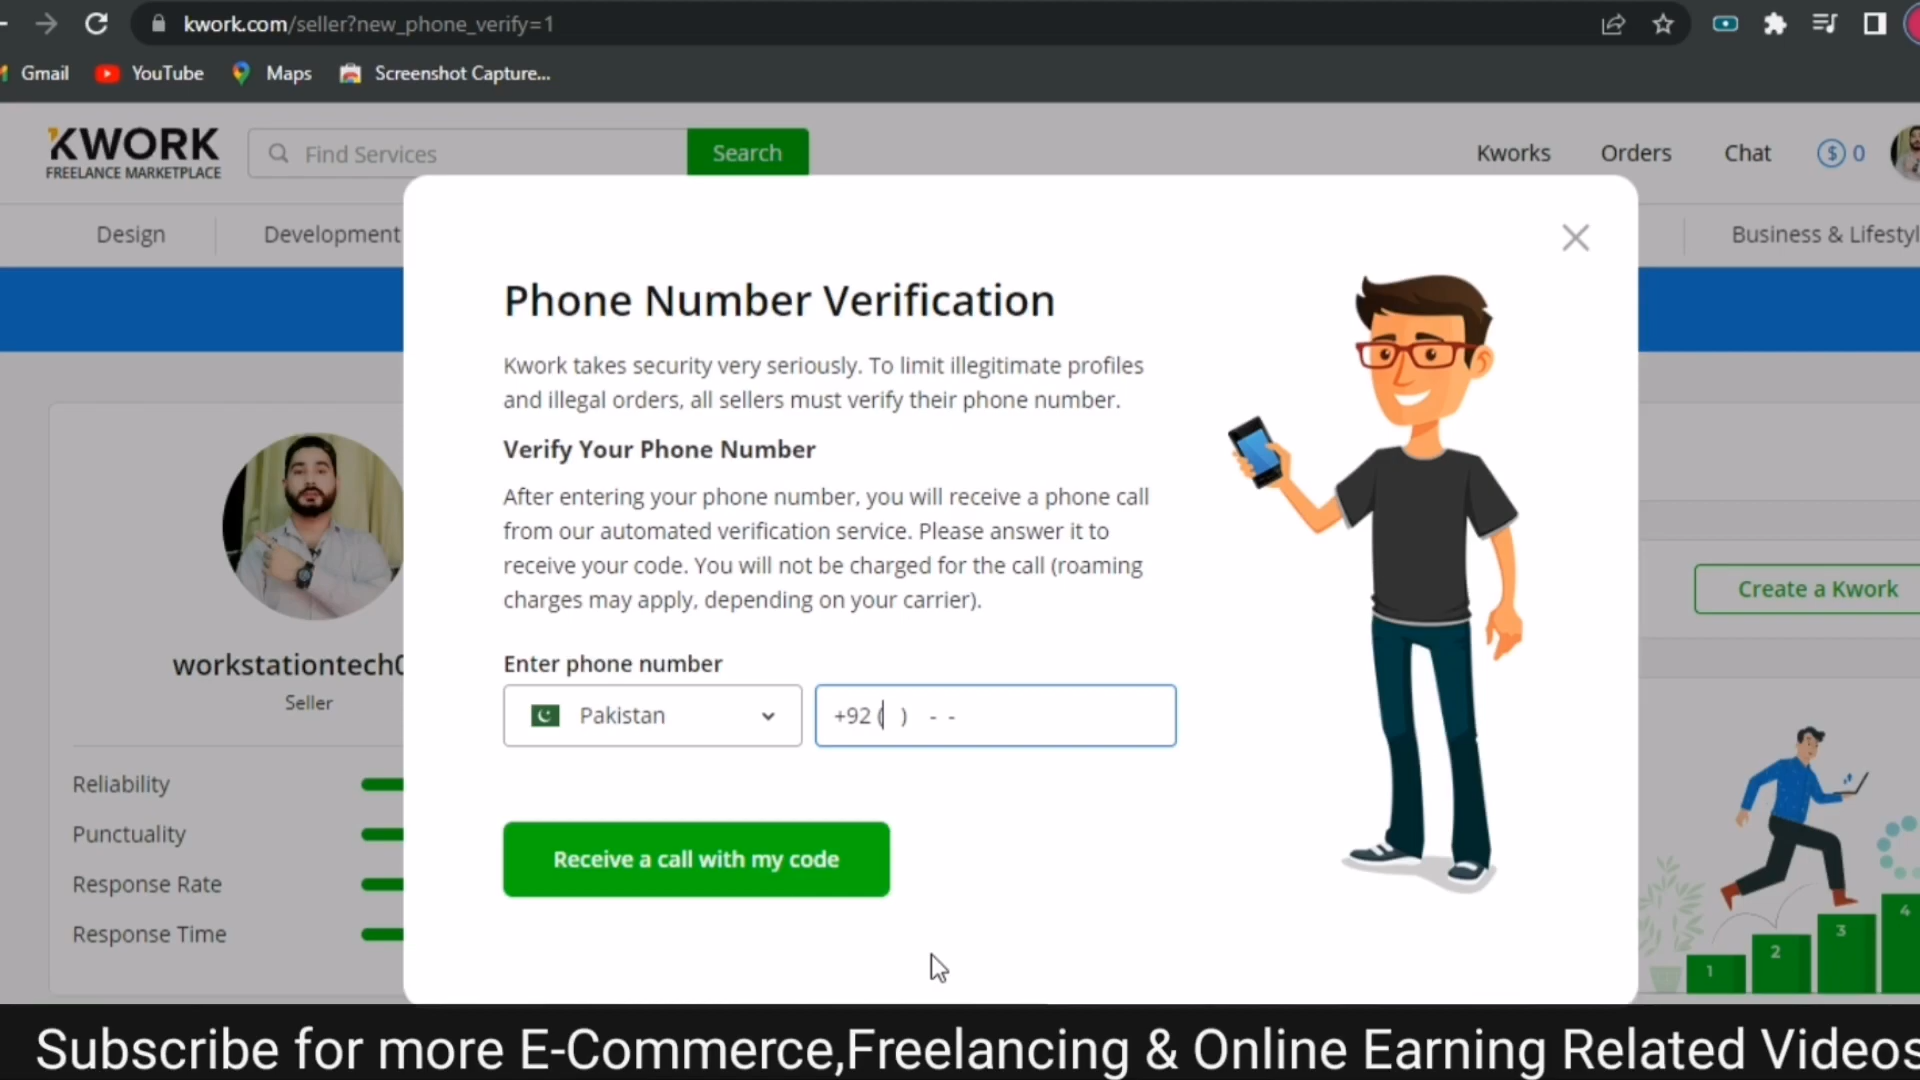 kwork.com/seller?new_phone_verify=1
Gmail YouTube Maps Screenshot Capture...
KWORK
FREELANCE MARKETPLACE
Find Services
Search
Kworks Orders Chat $ 0
Design Development Business & Lifestyl
Phone Number Verification
Kwork takes security very seriously. To limit illegitimate profiles
and illegal orders, all sellers must verify their phone number.
Verify Your Phone Number
After entering your phone number, you will receive a phone call
from our automated verification service. Please answer it to
receive your code. You will not be charged for the call (roaming
charges may apply, depending on your carrier).
Enter phone number
Pakistan
+92 ( ) - -
Receive a call with my code
workstationtech0
Seller
Reliability
Punctuality
Response Rate
Response Time
Create a Kwork
1 2 3 4
Subscribe for more E-Commerce,Freelancing & Online Earning Related Videos